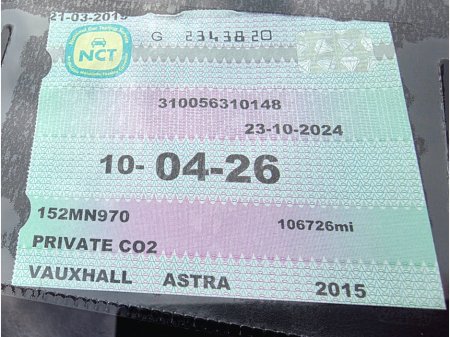 21-03-2019
G 2343820
NCT
310056310148
23-10-2024
10-04-26
152MN970
106726mi
PRIVATE CO2
VAUXHALL ASTRA 2015